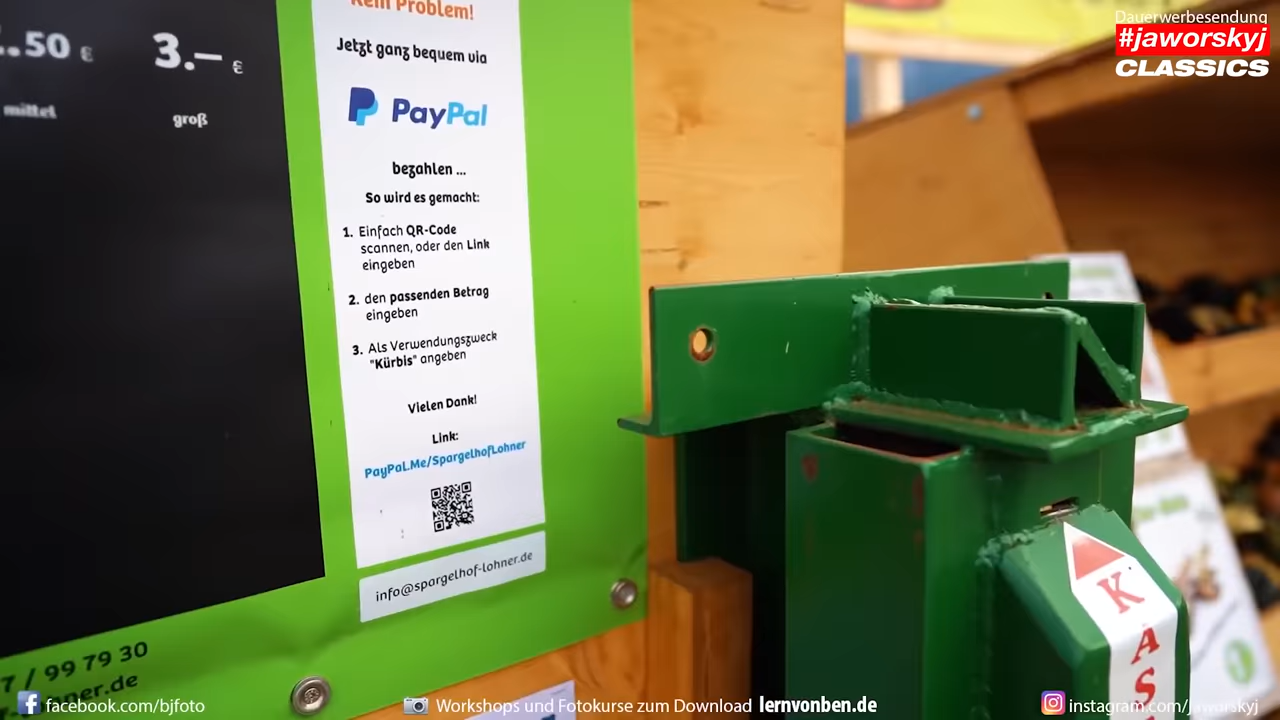 Dauerwerbesendung
#jaworskyj
CLASSICS
.50 €
3.– €
mittel
groß
Kein Problem!
Jetzt ganz bequem via
PayPal
bezahlen ...
So wird es gemacht:
1. Einfach QR-Code
scannen, oder den Link
eingeben
2. den passenden Betrag
eingeben
3. Als Verwendungszweck
"Kürbis" angeben
Vielen Dank!
Link:
PayPal.Me/SpargelhofLohner
info@spargelhof-lohner.de
7 / 99 79 30
hner.de
KAS
facebook.com/bjfoto
Workshops und Fotokurse zum Download lernvonben.de
instagram.com/jaworskyj